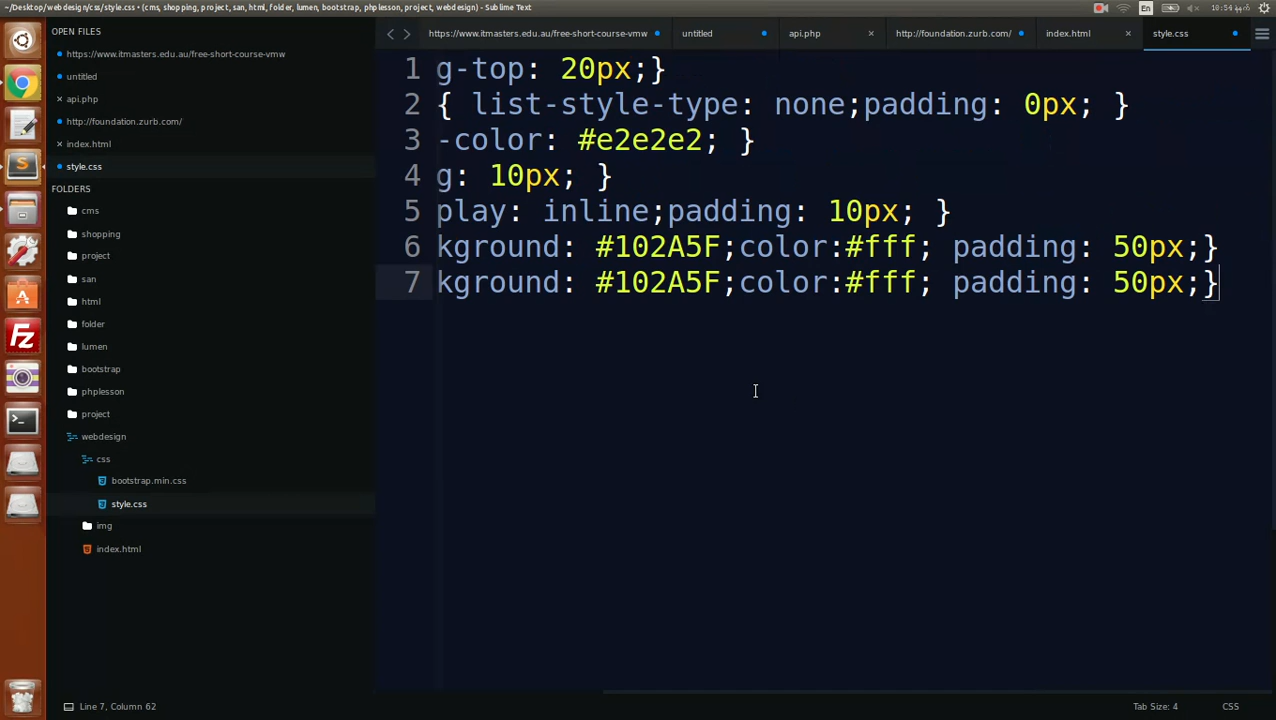 ~/Desktop/webdesign/css/style.css • (cms, shopping, project, san, html, folder, lumen, bootstrap, phplesson, project, webdesign) - Sublime Text
En
10:54
OPEN FILES
https://www.itmasters.edu.au/free-short-course-vmw
untitled
api.php
http://foundation.zurb.com/
index.html
style.css
FOLDERS
cms
shopping
project
san
html
folder
lumen
bootstrap
phplesson
project
webdesign
css
bootstrap.min.css
style.css
img
index.html
https://www.itmasters.edu.au/free-short-course-vmw
untitled
api.php
http://foundation.zurb.com/
index.html
style.css
1 g-top: 20px;}
2 { list-style-type: none;padding: 0px; }
3 -color: #e2e2e2; }
4 g: 10px; }
5 play: inline;padding: 10px; }
6 kground: #102A5F;color:#fff; padding: 50px;}
7 kground: #102A5F;color:#fff; padding: 50px;}
Line 7, Column 62
Tab Size: 4
CSS